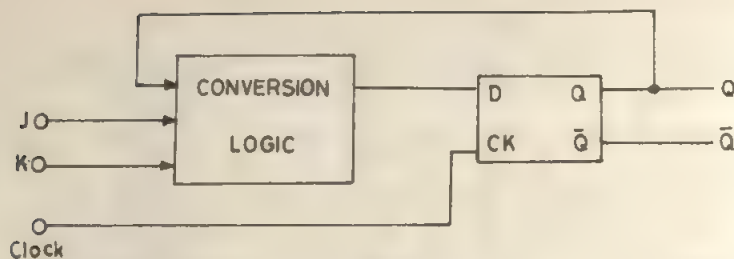 CONVERSION
LOGIC
J
K
Clock
D Q
CK Q̄
Q
Q̄